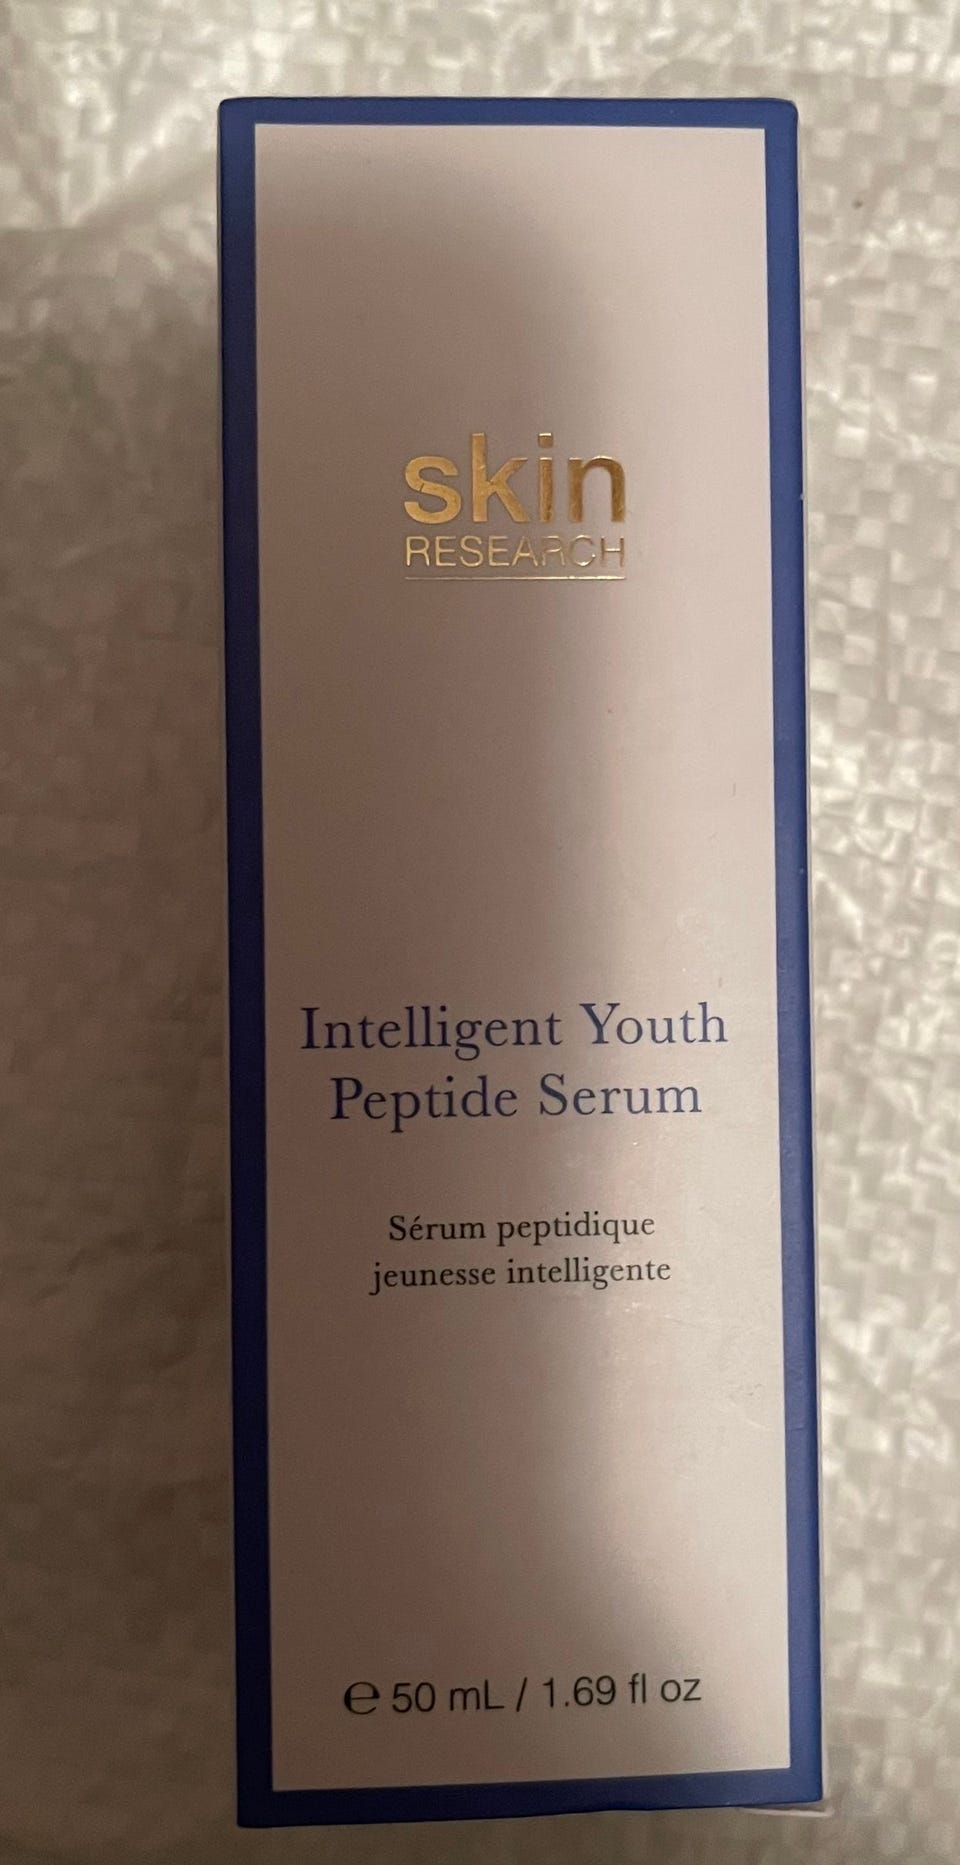 skin
RESEARCH
Intelligent Youth
Peptide Serum
Sérum peptidique
jeunesse intelligente
℮ 50 mL / 1.69 fl oz